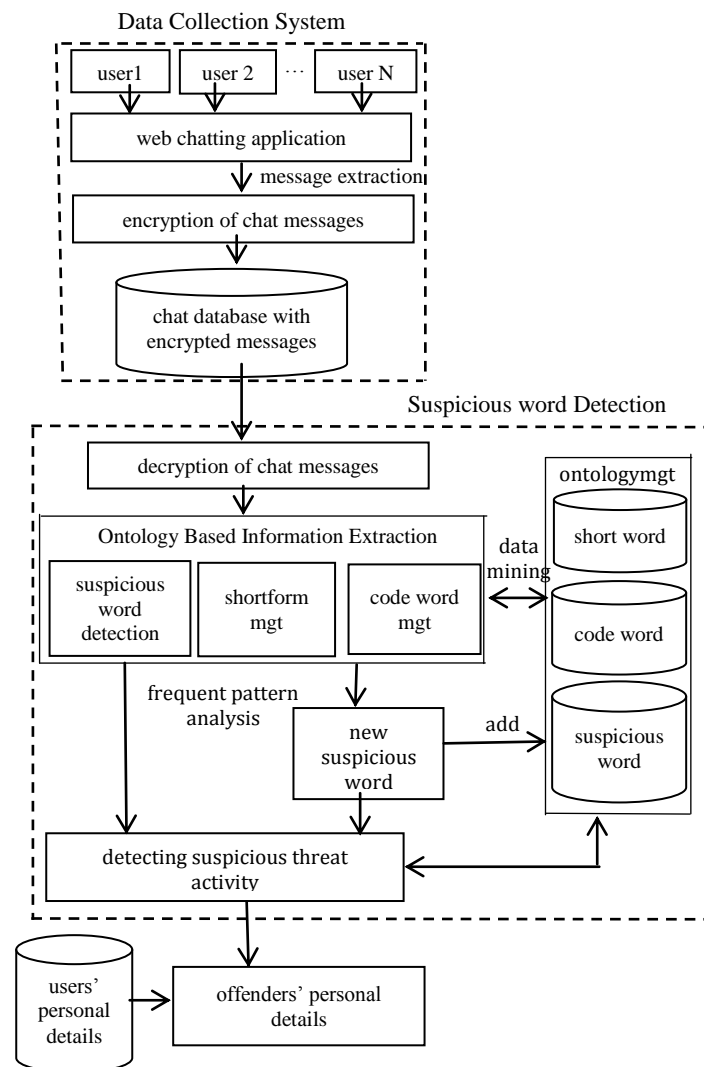 Data Collection System
user1
user 2
...
user N
web chatting application
message extraction
encryption of chat messages
chat database with
encrypted messages
Suspicious word Detection
decryption of chat messages
ontologymgt
short word
Ontology Based Information Extraction
data
mining
suspicious
word
detection
shortform
mgt
code word
mgt
code word
frequent pattern
analysis
new
suspicious
word
add
suspicious
word
detecting suspicious threat
activity
users’
personal
details
offenders’ personal
details